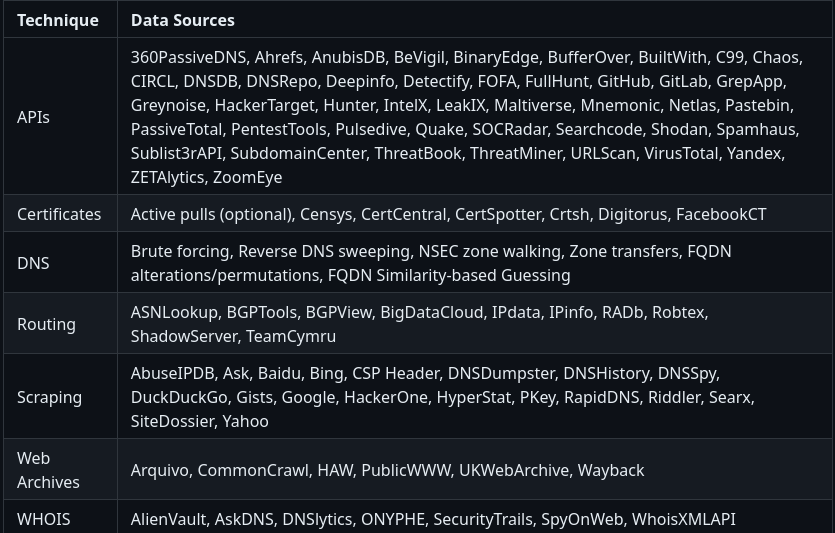 Technique Data Sources
360PassiveDNS, Ahrefs, AnubisDB, BeVigil, BinaryEdge, BufferOver, BuiltWith, C99, Chaos,
CIRCL, DNSDB, DNSRepo, Deepinfo, Detectify, FOFA, FullHunt, GitHub, GitLab, GrepApp,
Greynoise, HackerTarget, Hunter, IntelX, LeakIX, Maltiverse, Mnemonic, Netlas, Pastebin,
APIs
PassiveTotal, PentestTools, Pulsedive, Quake, SOCRadar, Searchcode, Shodan, Spamhaus,
Sublist3rAPI, SubdomainCenter, ThreatBook, ThreatMiner, URLScan, VirusTotal, Yandex,
ZETAlytics, ZoomEye
Certificates Active pulls (optional), Censys, CertCentral, CertSpotter, Crtsh, Digitorus, FacebookCT
DNS
Brute forcing, Reverse DNS sweeping, NSEC zone walking, Zone transfers, FQDN
alterations/permutations, FQDN Similarity-based Guessing
Routing
ASNLookup, BGPTools, BGPView, BigDataCloud, IPdata, IPinfo, RADb, Robtex,
ShadowServer, TeamCymru
Scraping
AbuseIPDB, Ask, Baidu, Bing, CSP Header, DNSDumpster, DNSHistory, DNSSpy,
DuckDuckGo, Gists, Google, HackerOne, HyperStat, PKey, RapidDNS, Riddler, Searx,
SiteDossier, Yahoo
Web
Archives
Arquivo, CommonCrawl, HAW, PublicWWW, UKWebArchive, Wayback
WHOIS AlienVault, AskDNS, DNSlytics, ONYPHE, SecurityTrails, SpyOnWeb, WhoisXMLAPI